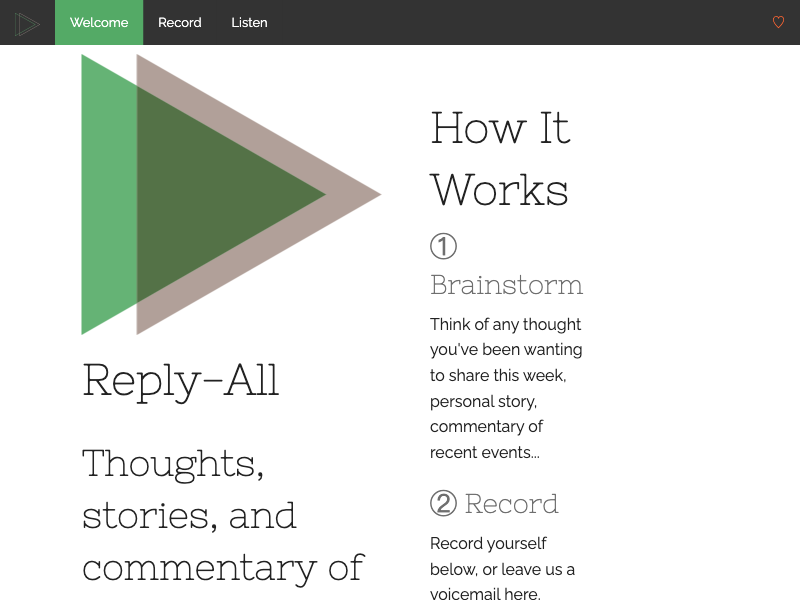 Welcome
Record
Listen
Reply–All
Thoughts,
stories, and
commentary of
How It
Works
①
Brainstorm
Think of any thought
you've been wanting
to share this week,
personal story,
commentary of
recent events...
② Record
Record yourself
below, or leave us a
voicemail here.